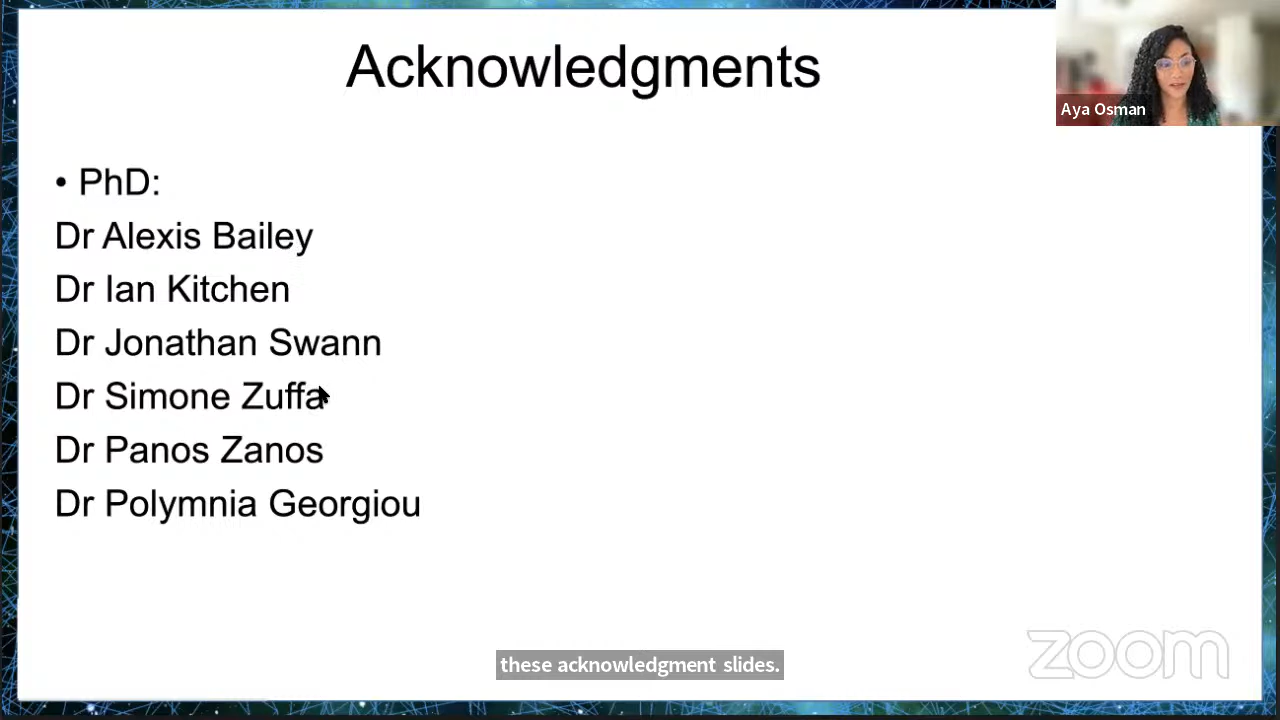 Acknowledgments
Aya Osman
• PhD:
Dr Alexis Bailey
Dr Ian Kitchen
Dr Jonathan Swann
Dr Simone Zuffa
Dr Panos Zanos
Dr Polymnia Georgiou
these acknowledgment slides.
zoom